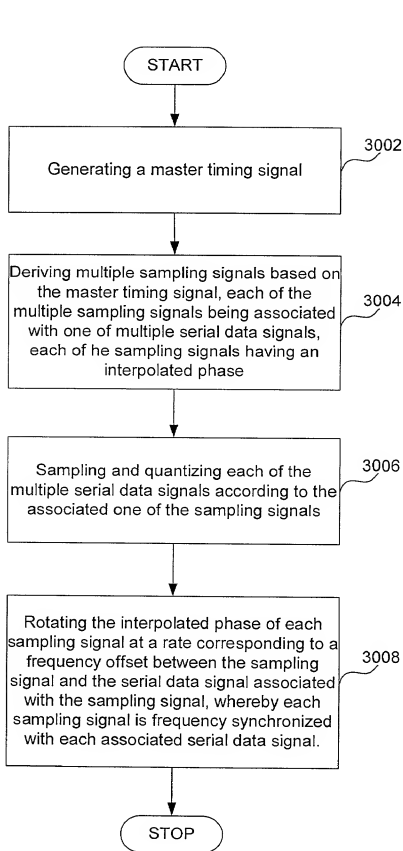 START
Generating a master timing signal
3002
Deriving multiple sampling signals based on
the master timing signal, each of the
multiple sampling signals being associated
with one of multiple serial data signals,
each of he sampling signals having an
interpolated phase
3004
Sampling and quantizing each of the
multiple serial data signals according to the
associated one of the sampling signals
3006
Rotating the interpolated phase of each
sampling signal at a rate corresponding to a
frequency offset between the sampling
signal and the serial data signal associated
with the sampling signal, whereby each
sampling signal is frequency synchronized
with each associated serial data signal.
3008
STOP